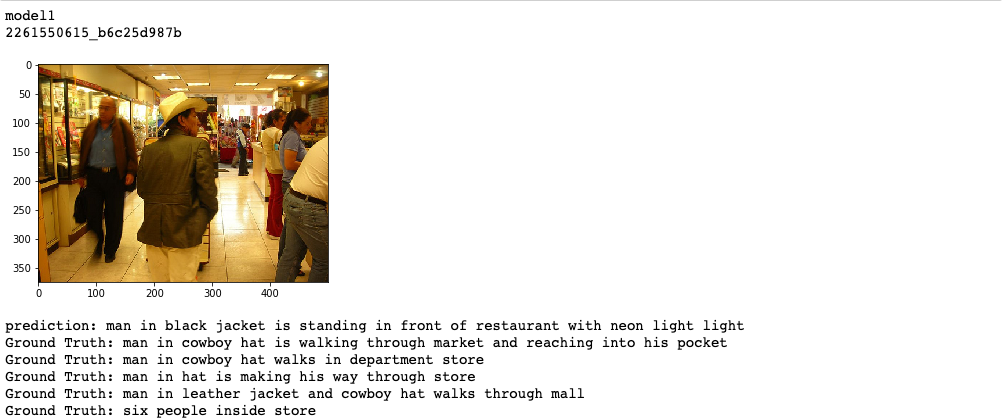 model1
2261550615_b6c25d987b
0
50
100
150
200
250
300
350
0 100 200 300 400
prediction: man in black jacket is standing in front of restaurant with neon light light
Ground Truth: man in cowboy hat is walking through market and reaching into his pocket
Ground Truth: man in cowboy hat walks in department store
Ground Truth: man in hat is making his way through store
Ground Truth: man in leather jacket and cowboy hat walks through mall
Ground Truth: six people inside store